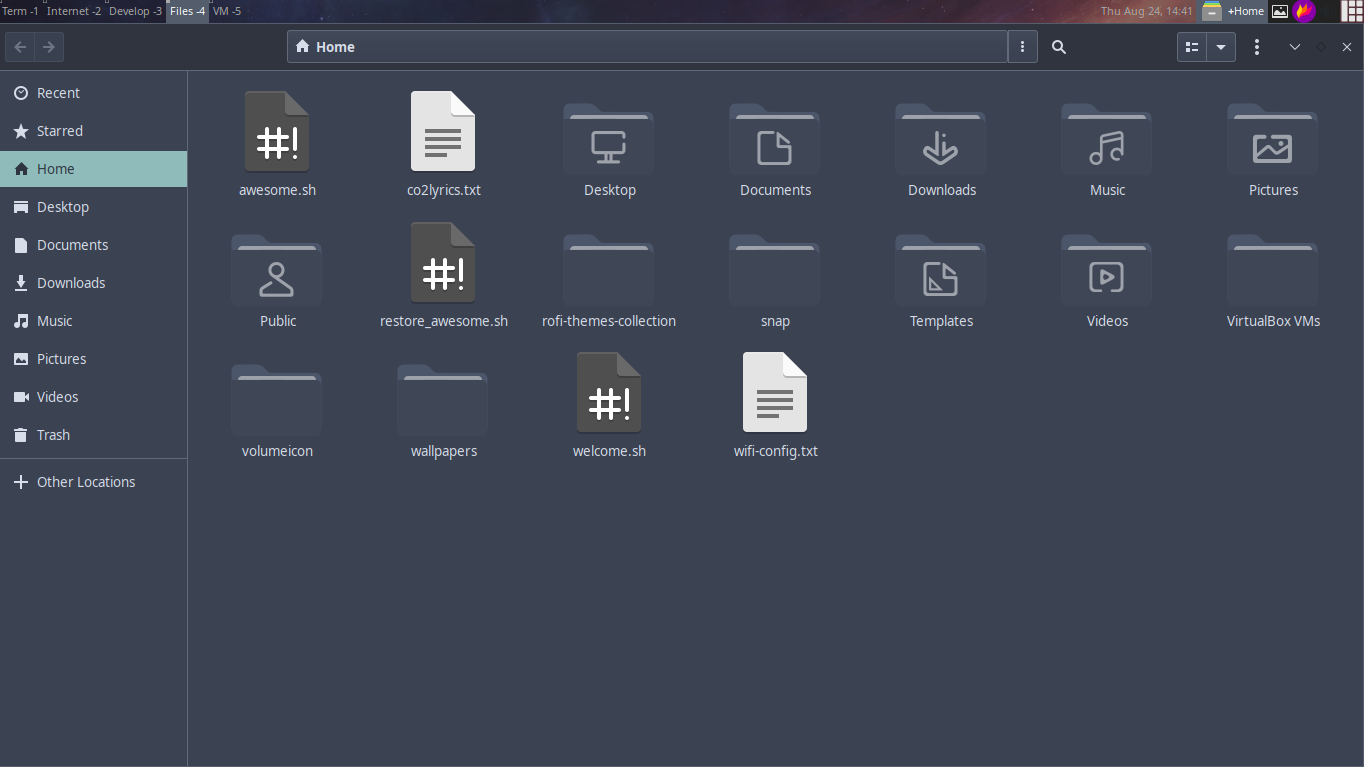 Term -1 Internet -2 Develop -3 Files -4 VM -5 Thu Aug 24, 14:41 +Home
Home
Recent
Starred
Home
Desktop
Documents
Downloads
Music
Pictures
Videos
Trash
Other Locations
awesome.sh co2lyrics.txt Desktop Documents Downloads Music Pictures
Public restore_awesome.sh rofi-themes-collection snap Templates Videos VirtualBox VMs
volumeicon wallpapers welcome.sh wifi-config.txt